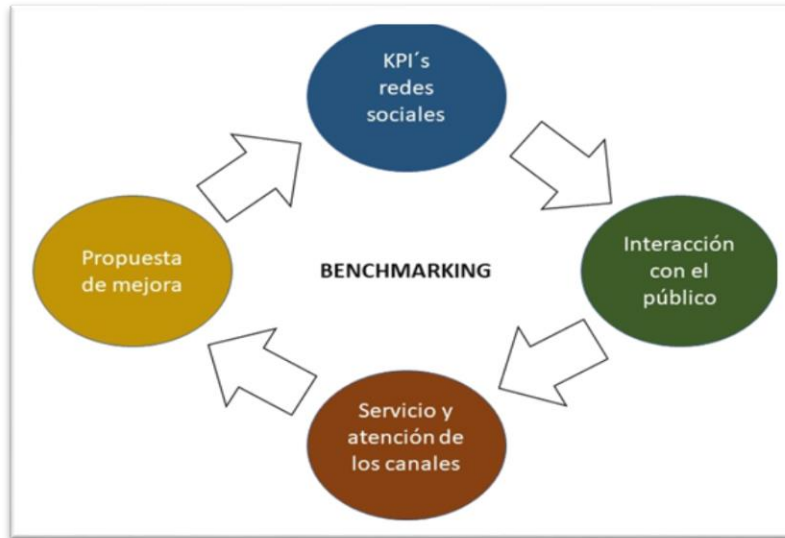 KPI´s
redes
sociales
Interacción
con el
público
Servicio y
atención de
los canales
Propuesta
de mejora
BENCHMARKING